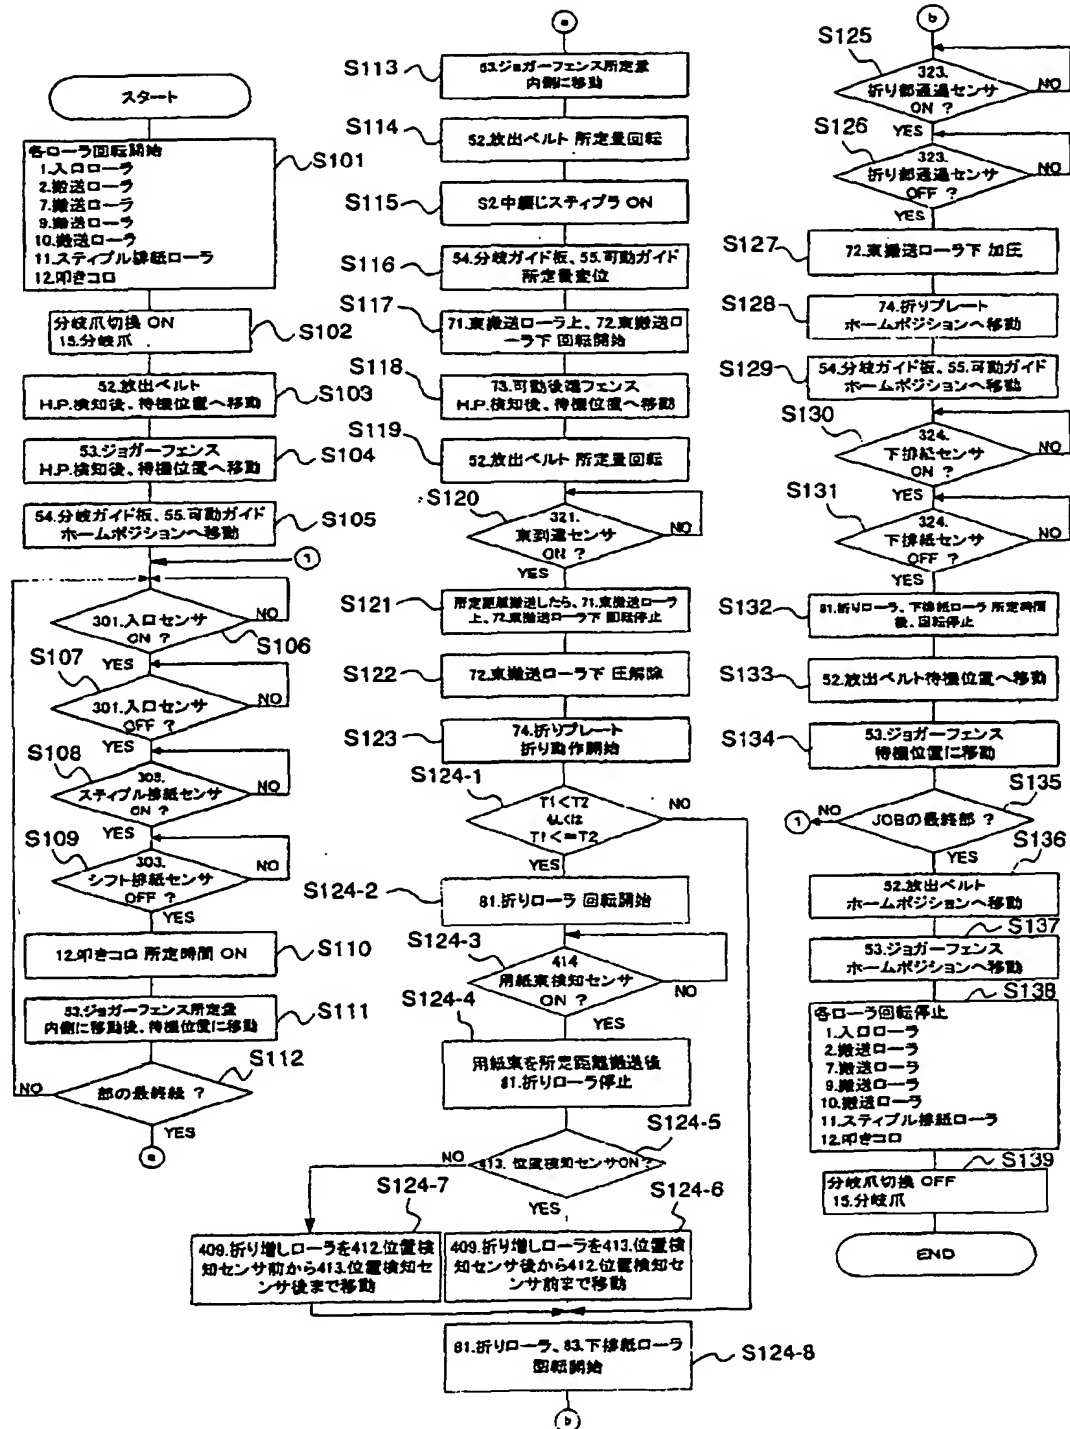 スタート
各ローラ回転開始
1.入口ローラ
2.搬送ローラ
7.搬送ローラ
9.搬送ローラ
10.搬送ローラ
11.スティプル排紙ローラ
12.叩きコロ
S101
分岐爪切換 ON
15.分岐爪
S102
52.放出ベルト
H.P.検知後、待機位置へ移動
S103
53.ジョガーフェンス
H.P.検知後、待機位置へ移動
S104
54.分岐ガイド板、55.可動ガイド
ホームポジションへ移動
S105
1
301.入口センサ
ON ?
NO
S106
YES
S107
301.入口センサ
OFF ?
NO
YES
S108
305.
スティプル排紙センサ
ON ?
NO
YES
S109
303.
シフト排紙センサ
OFF ?
NO
YES
12.叩きコロ 所定時間 ON
S110
53.ジョガーフェンス所定量
内側に移動後、待機位置に移動
S111
S112
部の最終紙 ?
NO
YES
a
a
S113
53.ジョガーフェンス所定量
内側に移動
S114
52.放出ベルト 所定量回転
S115
S2.中綴じスティプラ ON
S116
54.分岐ガイド板、55.可動ガイド
所定量変位
S117
71.束搬送ローラ上、72.束搬送ロ
ーラ下 回転開始
S118
73.可動後端フェンス
H.P.検知後、待機位置へ移動
S119
52.放出ベルト 所定量回転
S120
321.
束到達センサ
ON ?
NO
YES
S121
所定距離搬送したら、71.束搬送ローラ
上、72.束搬送ローラ下 回転停止
S122
72.束搬送ローラ下 圧解除
S123
74.折りプレート
折り動作開始
S124-1
T1<T2
もしくは
T1<=T2
NO
YES
S124-2
81.折りローラ 回転開始
S124-3
414
用紙束検知センサ
ON ?
NO
YES
S124-4
用紙束を所定距離搬送後
81.折りローラ停止
S124-5
413.位置検知センサON ?
NO
YES
S124-7
409.折り増しローラを412.位置検
知センサ前から413.位置検知セ
ンサ後まで移動
S124-6
409.折り増しローラを413.位置検
知センサ後から412.位置検知セ
ンサ前まで移動
81.折りローラ、83.下排紙ローラ
回転開始
S124-8
b
b
S125
323.
折り部通過センサ
ON ?
NO
YES
S126
323.
折り部通過センサ
OFF ?
NO
YES
S127
72.束搬送ローラ下 加圧
S128
74.折りプレート
ホームポジションへ移動
S129
54.分岐ガイド板、55.可動ガイド
ホームポジションへ移動
S130
324.
下排紙センサ
ON ?
NO
YES
S131
324.
下排紙センサ
OFF ?
NO
YES
S132
81.折りローラ、下排紙ローラ 所定時間
後、回転停止
S133
52.放出ベルト待機位置へ移動
S134
53.ジョガーフェンス
待機位置に移動
S135
JOBの最終部 ?
NO
1
YES
S136
52.放出ベルト
ホームポジションへ移動
S137
53.ジョガーフェンス
ホームポジションへ移動
S138
各ローラ回転停止
1.入口ローラ
2.搬送ローラ
7.搬送ローラ
9.搬送ローラ
10.搬送ローラ
11.スティプル排紙ローラ
12.叩きコロ
S139
分岐爪切換 OFF
15.分岐爪
END